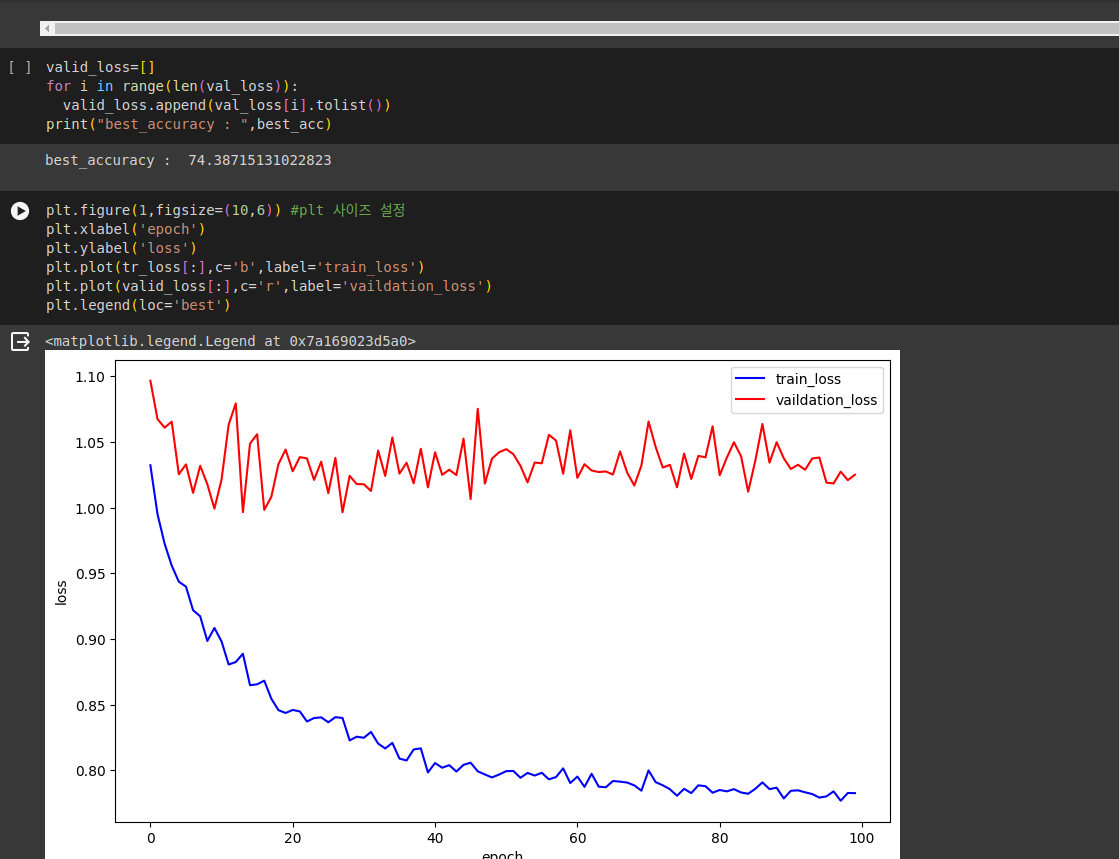 [ ] valid_loss=[]
for i in range(len(val_loss)):
  valid_loss.append(val_loss[i].tolist())
print("best_accuracy : ",best_acc)
best_accuracy :  74.38715131022823
plt.figure(1,figsize=(10,6)) #plt 사이즈 설정
plt.xlabel('epoch')
plt.ylabel('loss')
plt.plot(tr_loss[:],c='b',label='train_loss')
plt.plot(valid_loss[:],c='r',label='vaildation_loss')
plt.legend(loc='best')
<matplotlib.legend.Legend at 0x7a169023d5a0>
train_loss
vaildation_loss
1.10
1.05
1.00
0.95
0.90
0.85
0.80
loss
0 20 40 60 80 100
epoch